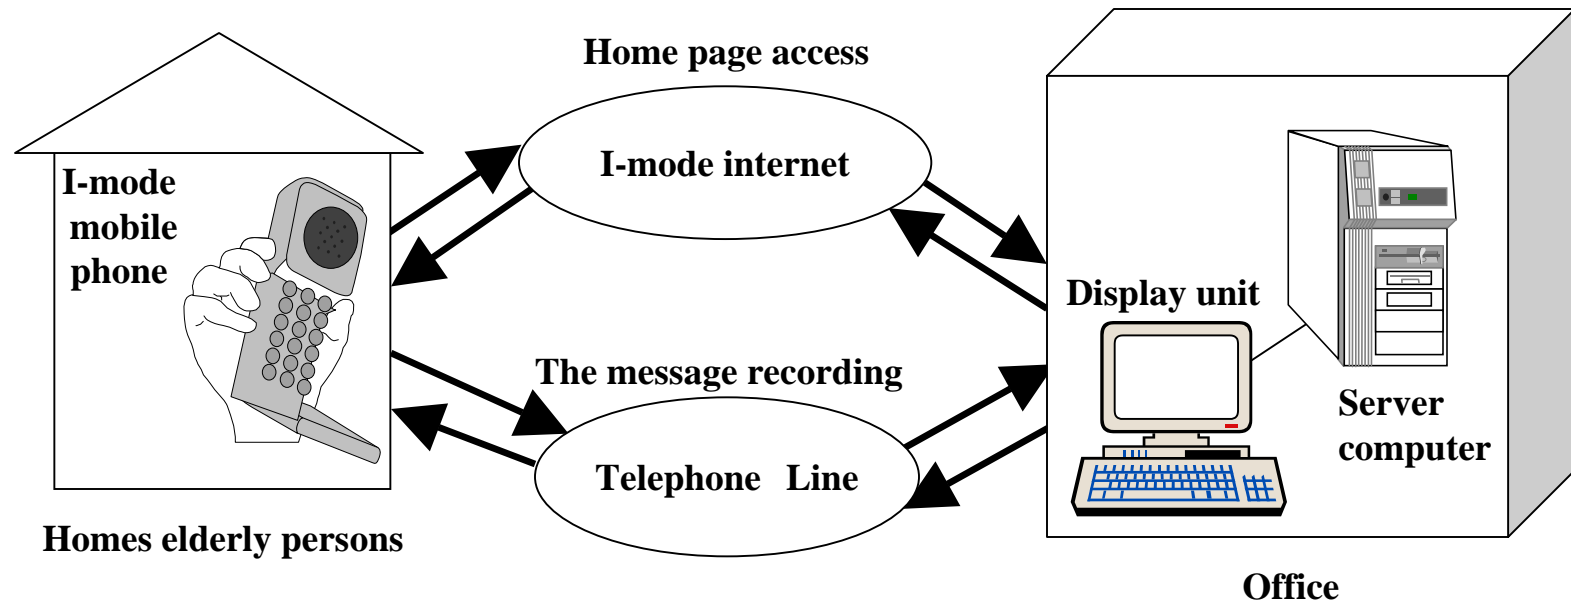 Home page access
I-mode internet
I-mode
mobile
phone
Display unit
The message recording
Server
computer
Telephone Line
Homes elderly persons
Office